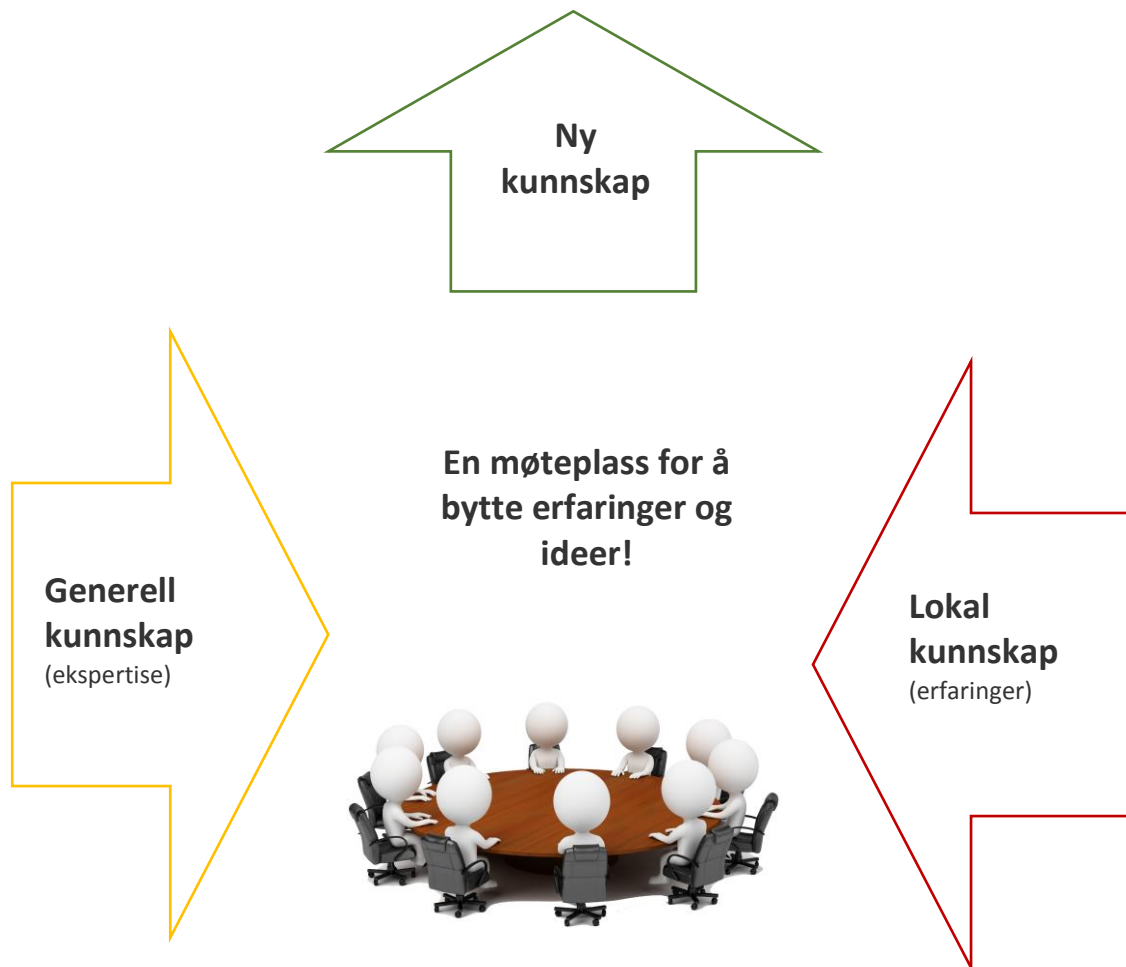 Ny
kunnskap
En møteplass for å
bytte erfaringer og
ideer!
Generell
kunnskap
(ekspertise)
Lokal
kunnskap
(erfaringer)